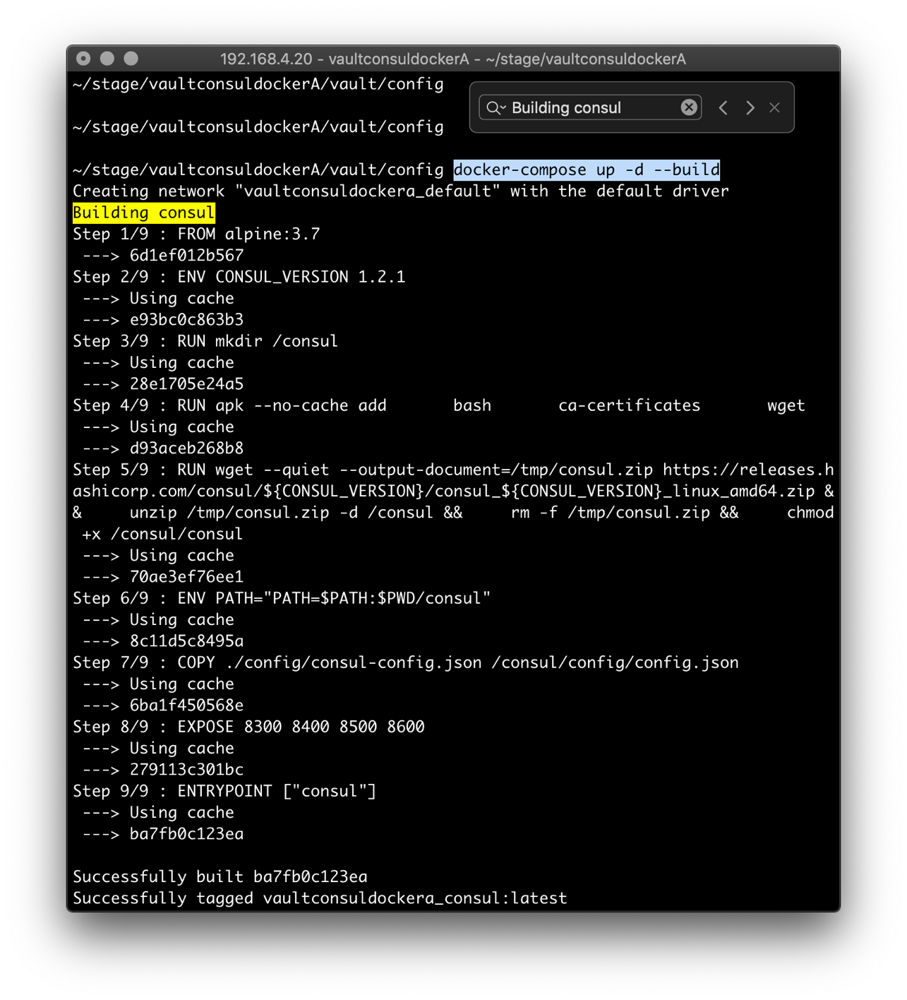 192.168.4.20 - vaultconsuldockerA - ~/stage/vaultconsuldockerA
~/stage/vaultconsuldockerA/vault/config
Building consul
~/stage/vaultconsuldockerA/vault/config
~/stage/vaultconsuldockerA/vault/config docker-compose up -d --build
Creating network "vaultconsuldockera_default" with the default driver
Building consul
Step 1/9 : FROM alpine:3.7
 ---> 6d1ef012b567
Step 2/9 : ENV CONSUL_VERSION 1.2.1
 ---> Using cache
 ---> e93bc0c863b3
Step 3/9 : RUN mkdir /consul
 ---> Using cache
 ---> 28e1705e24a5
Step 4/9 : RUN apk --no-cache add       bash       ca-certificates       wget
 ---> Using cache
 ---> d93aceb268b8
Step 5/9 : RUN wget --quiet --output-document=/tmp/consul.zip https://releases.h
ashicorp.com/consul/${CONSUL_VERSION}/consul_${CONSUL_VERSION}_linux_amd64.zip &
&     unzip /tmp/consul.zip -d /consul &&     rm -f /tmp/consul.zip &&     chmod
 +x /consul/consul
 ---> Using cache
 ---> 70ae3ef76ee1
Step 6/9 : ENV PATH="PATH=$PATH:$PWD/consul"
 ---> Using cache
 ---> 8c11d5c8495a
Step 7/9 : COPY ./config/consul-config.json /consul/config/config.json
 ---> Using cache
 ---> 6ba1f450568e
Step 8/9 : EXPOSE 8300 8400 8500 8600
 ---> Using cache
 ---> 279113c301bc
Step 9/9 : ENTRYPOINT ["consul"]
 ---> Using cache
 ---> ba7fb0c123ea
Successfully built ba7fb0c123ea
Successfully tagged vaultconsuldockera_consul:latest